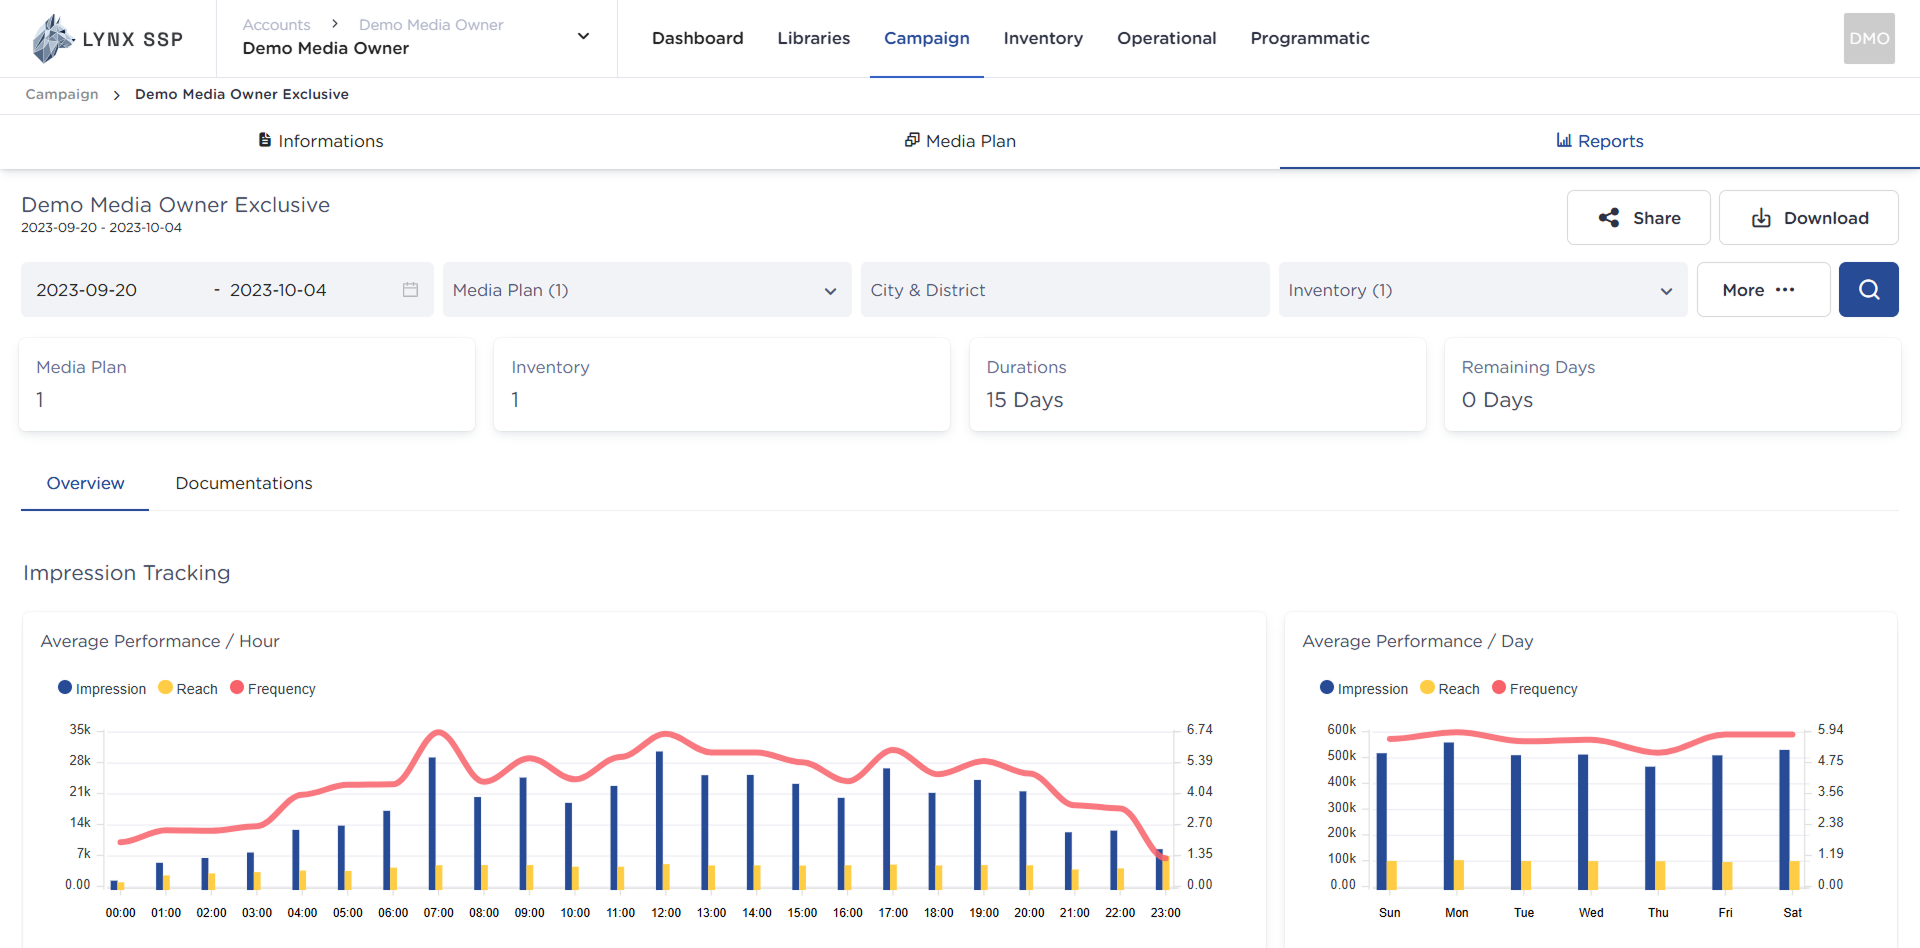 LYNX SSP
Accounts > Demo Media Owner
Demo Media Owner
Dashboard Libraries Campaign Inventory Operational Programmatic
DMO
Campaign > Demo Media Owner Exclusive
Informations Media Plan Reports
Demo Media Owner Exclusive
2023-09-20 - 2023-10-04
Share Download
2023-09-20 - 2023-10-04 Media Plan (1) City & District Inventory (1) More •••
Media Plan Inventory Durations Remaining Days
1 1 15 Days 0 Days
Overview Documentations
Impression Tracking
Average Performance / Hour
Impression Reach Frequency
35k 6.74
28k 5.39
21k 4.04
14k 2.70
7k 1.35
0.00 0.00
00:00 01:00 02:00 03:00 04:00 05:00 06:00 07:00 08:00 09:00 10:00 11:00 12:00 13:00 14:00 15:00 16:00 17:00 18:00 19:00 20:00 21:00 22:00 23:00
Average Performance / Day
Impression Reach Frequency
600k 5.94
500k 4.75
400k 3.56
300k 2.38
200k
100k 1.19
0.00 0.00
Sun Mon Tue Wed Thu Fri Sat